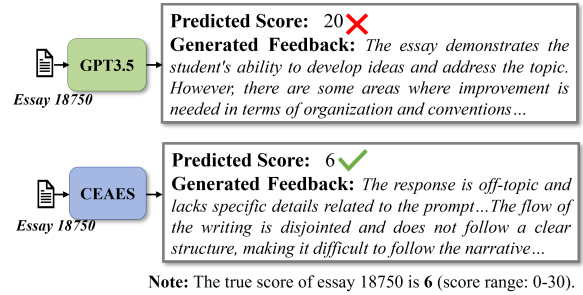 Predicted Score: 20
GPT3.5
Essay 18750
Generated Feedback: The essay demonstrates the
student's ability to develop ideas and address the topic.
However, there are some areas where improvement is
needed in terms of organization and conventions…
Predicted Score: 6
CEAES
Essay 18750
Generated Feedback: The response is off-topic and
lacks specific details related to the prompt…The flow of
the writing is disjointed and does not follow a clear
structure, making it difficult to follow the narrative…
Note: The true score of essay 18750 is 6 (score range: 0-30).